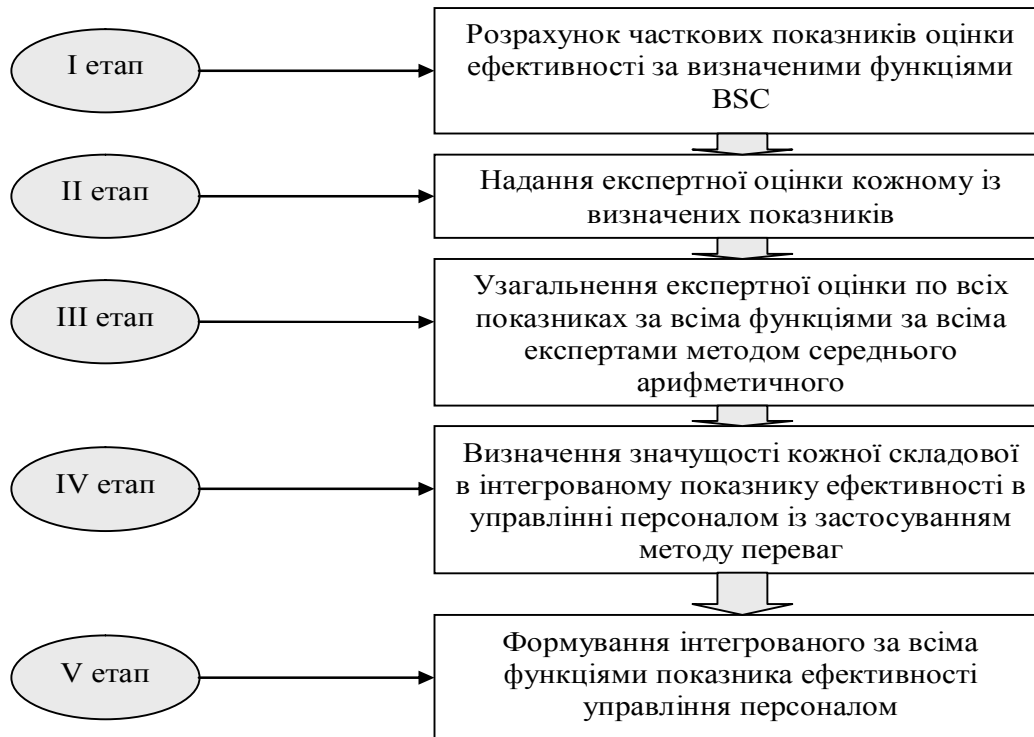 I етап
Розрахунок часткових показників оцінки
ефективності за визначеними функціями
BSC
II етап
Надання експертної оцінки кожному із
визначених показників
III етап
Узагальнення експертної оцінки по всіх
показниках за всіма функціями за всіма
експертами методом середнього
арифметичного
IV етап
Визначення значущості кожної складової
в інтегрованому показнику ефективності в
управлінні персоналом із застосуванням
методу переваг
V етап
Формування інтегрованого за всіма
функціями показника ефективності
управління персоналом